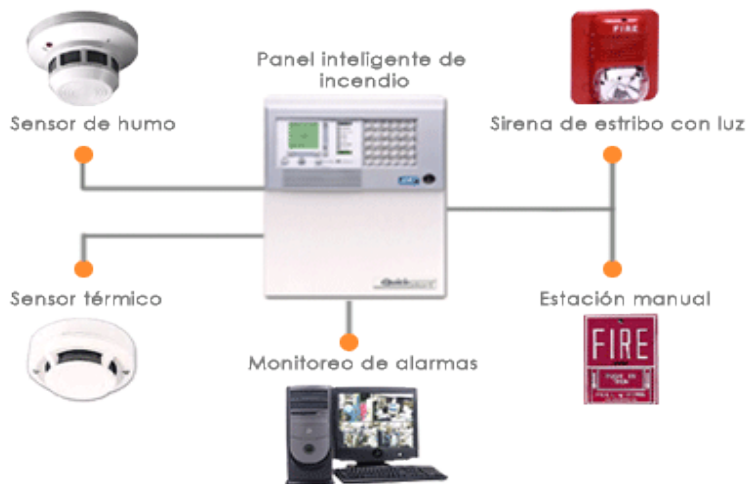 Panel inteligente de
incendio
FIRE
Sensor de humo
Sirena de estribo con luz
Sensor térmico
Estación manual
FIRE
Monitoreo de alarmas